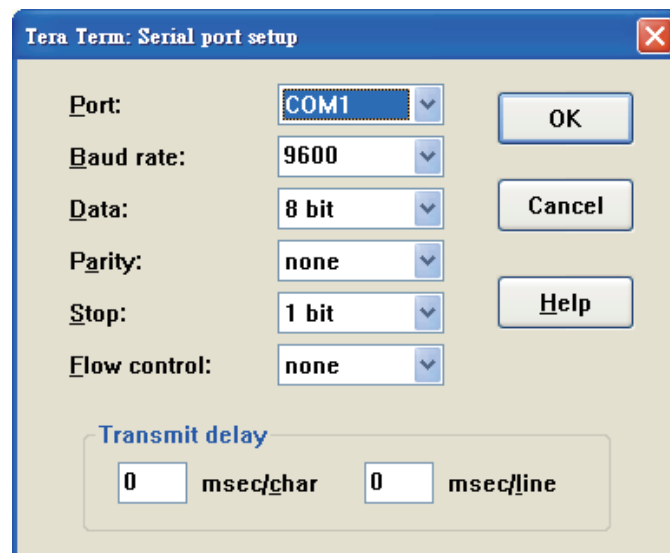 Tera Term: Serial port setup
Port: COM1
OK
Baud rate: 9600
Data: 8 bit
Cancel
Parity: none
Stop: 1 bit
Help
Flow control: none
Transmit delay
0 msec/char 0 msec/line